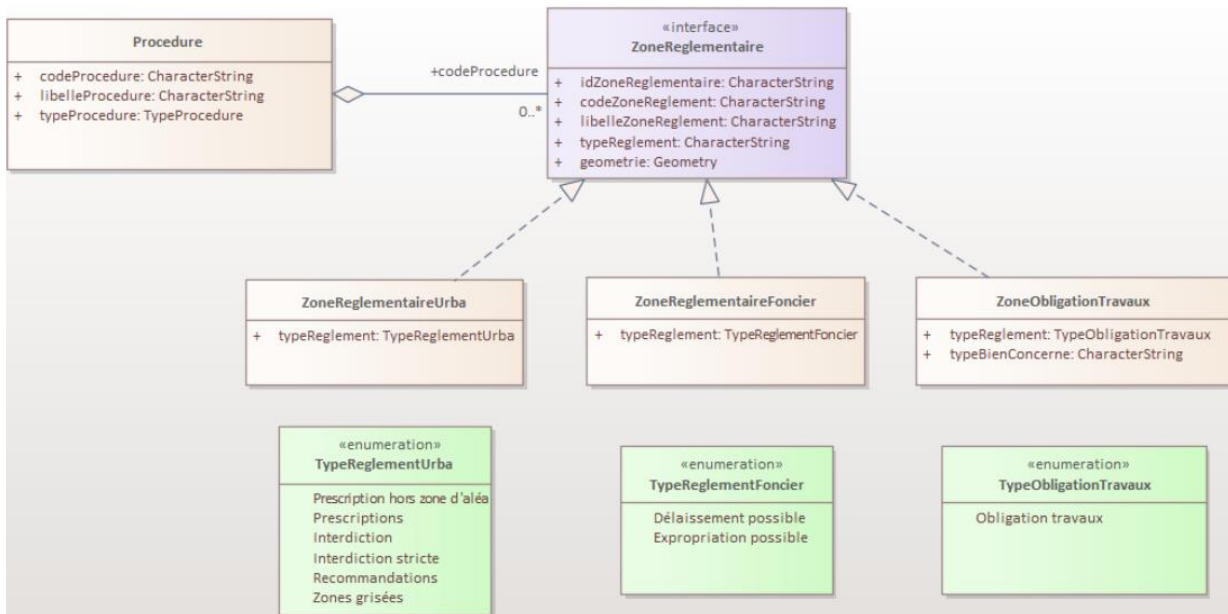 Procedure
+ codeProcedure: CharacterString
+ libelleProcedure: CharacterString
+ typeProcedure: TypeProcedure
+codeProcedure
0..*
«interface»
ZoneReglementaire
+ idZoneReglementaire: CharacterString
+ codeZoneReglement: CharacterString
+ libelleZoneReglement: CharacterString
+ typeReglement: CharacterString
+ geometrie: Geometry
ZoneReglementaireUrba
+ typeReglement: TypeReglementUrba
ZoneReglementaireFoncier
+ typeReglement: TypeReglementFoncier
ZoneObligationTravaux
+ typeReglement: TypeObligationTravaux
+ typeBienConcerne: CharacterString
«enumeration»
TypeReglementUrba
Prescription hors zone d'aléa
Prescriptions
Interdiction
Interdiction stricte
Recommandations
Zones grisées
«enumeration»
TypeReglementFoncier
Délaissement possible
Expropriation possible
«enumeration»
TypeObligationTravaux
Obligation travaux